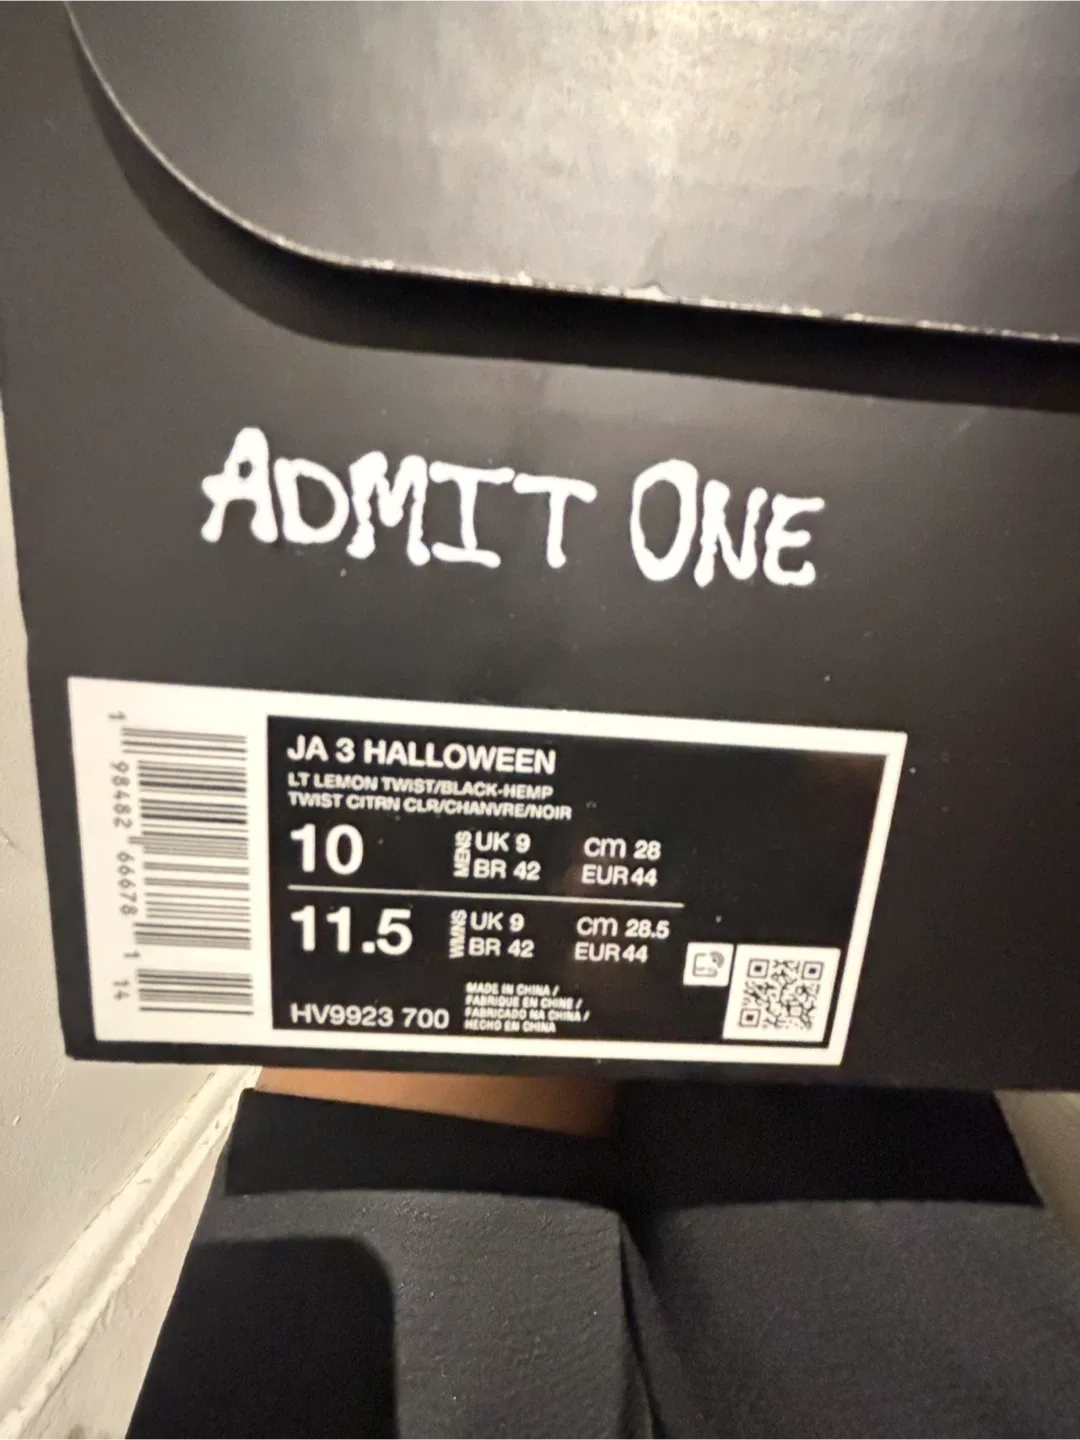 ADMIT ONE
JA 3 HALLOWEEN
LT LEMON TWIST/BLACK-HEMP
TWIST CITRN CLR/CHANVRE/NOIR
10 MENS UK 9 cm 28
BR 42 EUR 44
11.5 WMNS UK 9 cm 28.5
BR 42 EUR 44
HV9923 700
MADE IN CHINA /
FABRIQUE EN CHINE /
FABRICADO NA CHINA /
HECHO EN CHINA
1 98482 66678 1 14